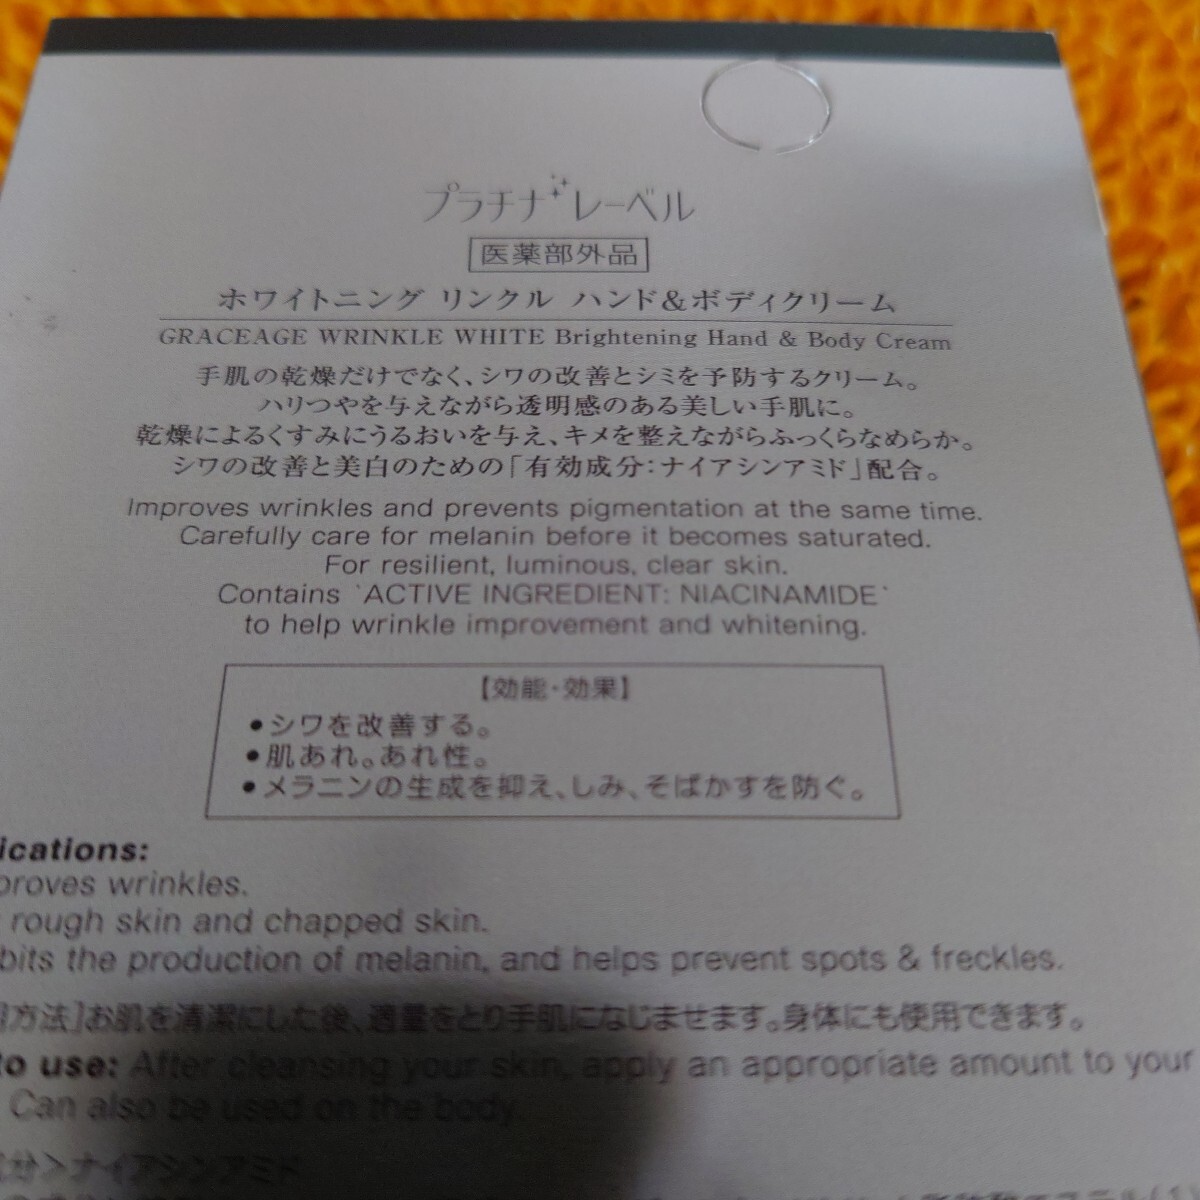 プラチナレーベル
医薬部外品
ホワイトニング リンクル ハンド&ボディクリーム
GRACEAGE WRINKLE WHITE Brightening Hand & Body Cream
手肌の乾燥だけでなく、シワの改善とシミを予防するクリーム。
ハリつやを与えながら透明感のある美しい手肌に。
乾燥によるくすみにうるおいを与え、キメを整えながらふっくらなめらか。
シワの改善と美白のための「有効成分:ナイアシンアミド」配合。
Improves wrinkles and prevents pigmentation at the same time.
Carefully care for melanin before it becomes saturated.
For resilient, luminous, clear skin.
Contains 'ACTIVE INGREDIENT: NIACINAMIDE'
to help wrinkle improvement and whitening.
【効能・効果】
●シワを改善する。
●肌あれ。あれ性。
●メラニンの生成を抑え、しみ、そばかすを防ぐ。
ications:
proves wrinkles.
rough skin and chapped skin.
bits the production of melanin, and helps prevent spots & freckles.
方法]お肌を清潔にした後、適量をとり手肌になじませます。身体にも使用できます。
to use: After cleansing your skin, apply an appropriate amount to your
Can also be used on the body.
分>ナイアシンアミド